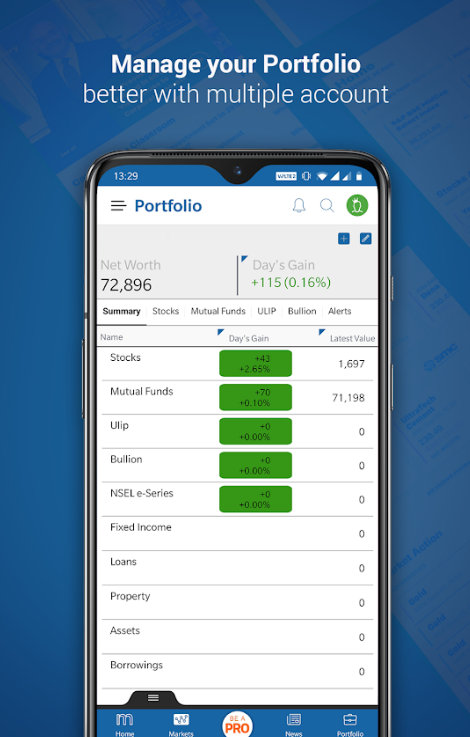 Manage your Portfolio
better with multiple account
13:29
Portfolio
Net Worth
Day's Gain
72,896
+115 (0.16%)
Summary Stocks Mutual Funds ULIP Bullion Alerts
Name Day's Gain Latest Value
Stocks +43 1,697
+2.65%
Mutual Funds +70 71,198
+0.10%
Ulip +0 0
+0.00%
Bullion +0 0
+0.00%
NSEL e-Series +0 0
+0.00%
Fixed Income 0
Loans 0
Property 0
Assets 0
Borrowings 0
BE A
PRO
Home Markets News Portfolio